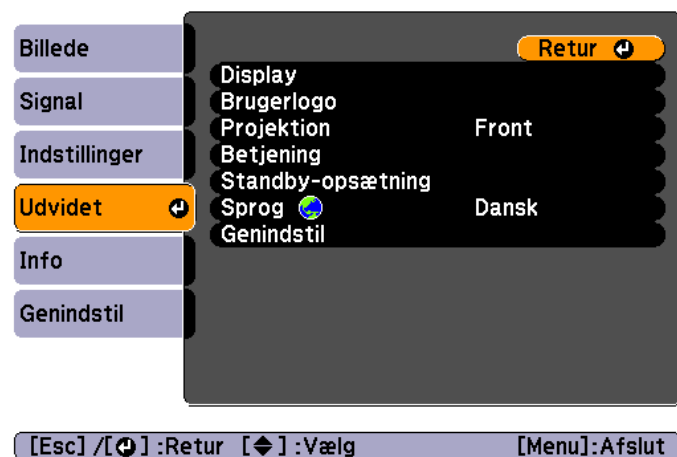 Billede
Signal
Indstillinger
Udvidet
Info
Genindstil
Retur
Display
Brugerlogo
Projektion Front
Betjening
Standby-opsætning
Sprog Dansk
Genindstil
[Esc] /[ ] :Retur [ ] :Vælg [Menu]:Afslut